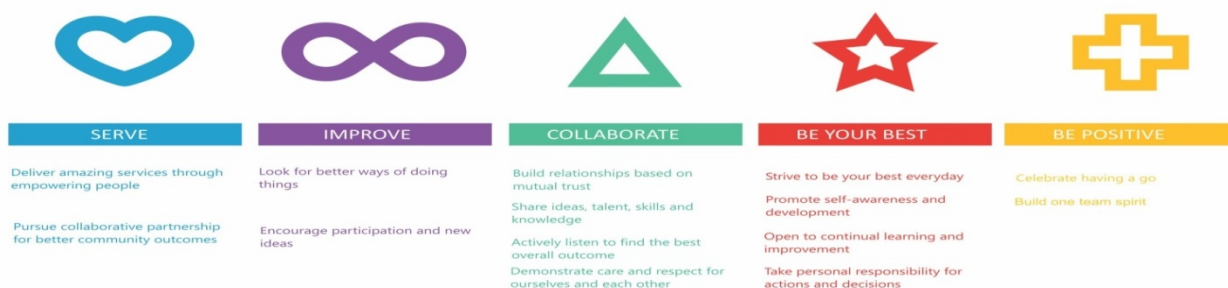 SERVE
Deliver amazing services through
empowering people
Pursue collaborative partnership
for better community outcomes
IMPROVE
Look for better ways of doing
things
Encourage participation and new
ideas
COLLABORATE
Build relationships based on
mutual trust
Share ideas, talent, skills and
knowledge
Actively listen to find the best
overall outcome
Demonstrate care and respect for
ourselves and each other
BE YOUR BEST
Strive to be your best everyday
Promote self-awareness and
development
Open to continual learning and
improvement
Take personal responsibility for
actions and decisions
BE POSITIVE
Celebrate having a go
Build one team spirit